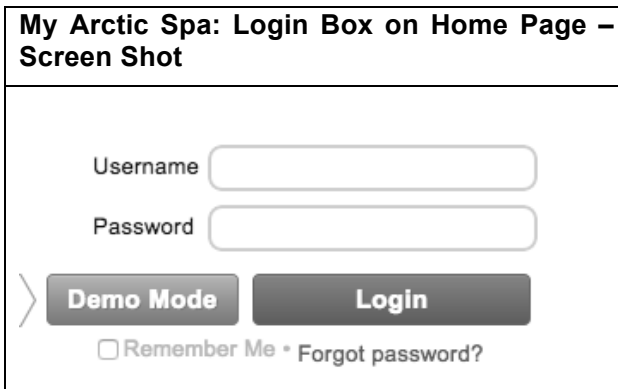 My Arctic Spa: Login Box on Home Page –
Screen Shot
Username
Password
Demo Mode Login
Remember Me • Forgot password?